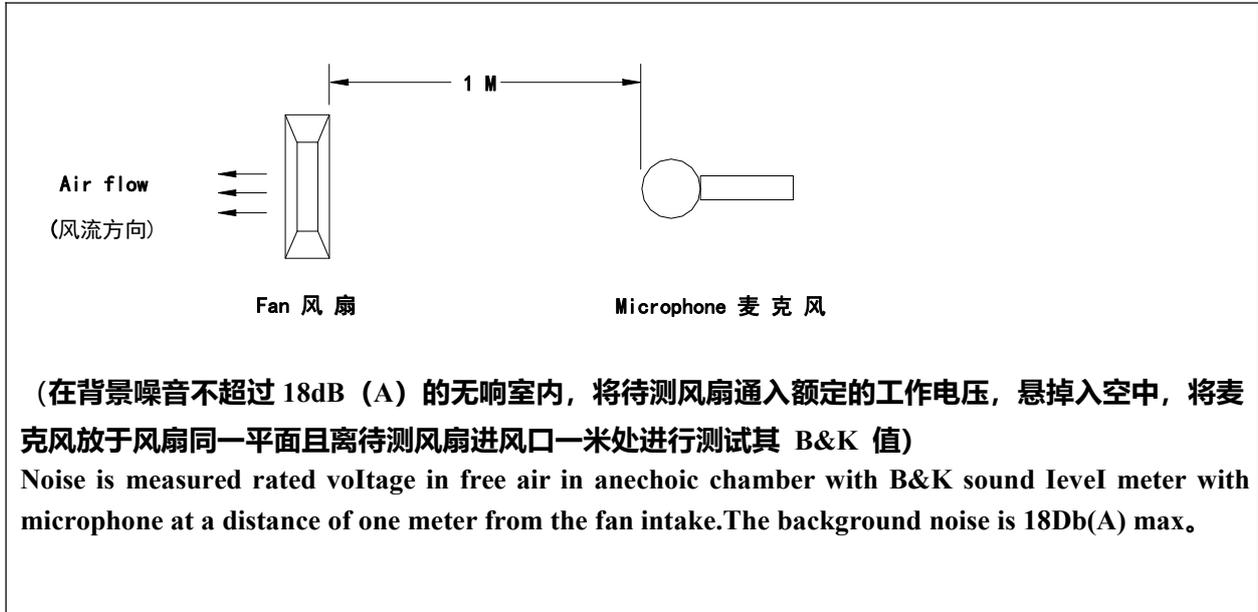 1 M
Air flow
(风流方向)
Fan 风 扇
Microphone 麦 克 风
（在背景噪音不超过 18dB（A）的无响室内，将待测风扇通入额定的工作电压，悬掉入空中，将麦
克风放于风扇同一平面且离待测风扇进风口一米处进行测试其 B&K 值）
Noise is measured rated voItage in free air in anechoic chamber with B&K sound IeveI meter with
microphone at a distance of one meter from the fan intake.The background noise is 18Db(A) max。